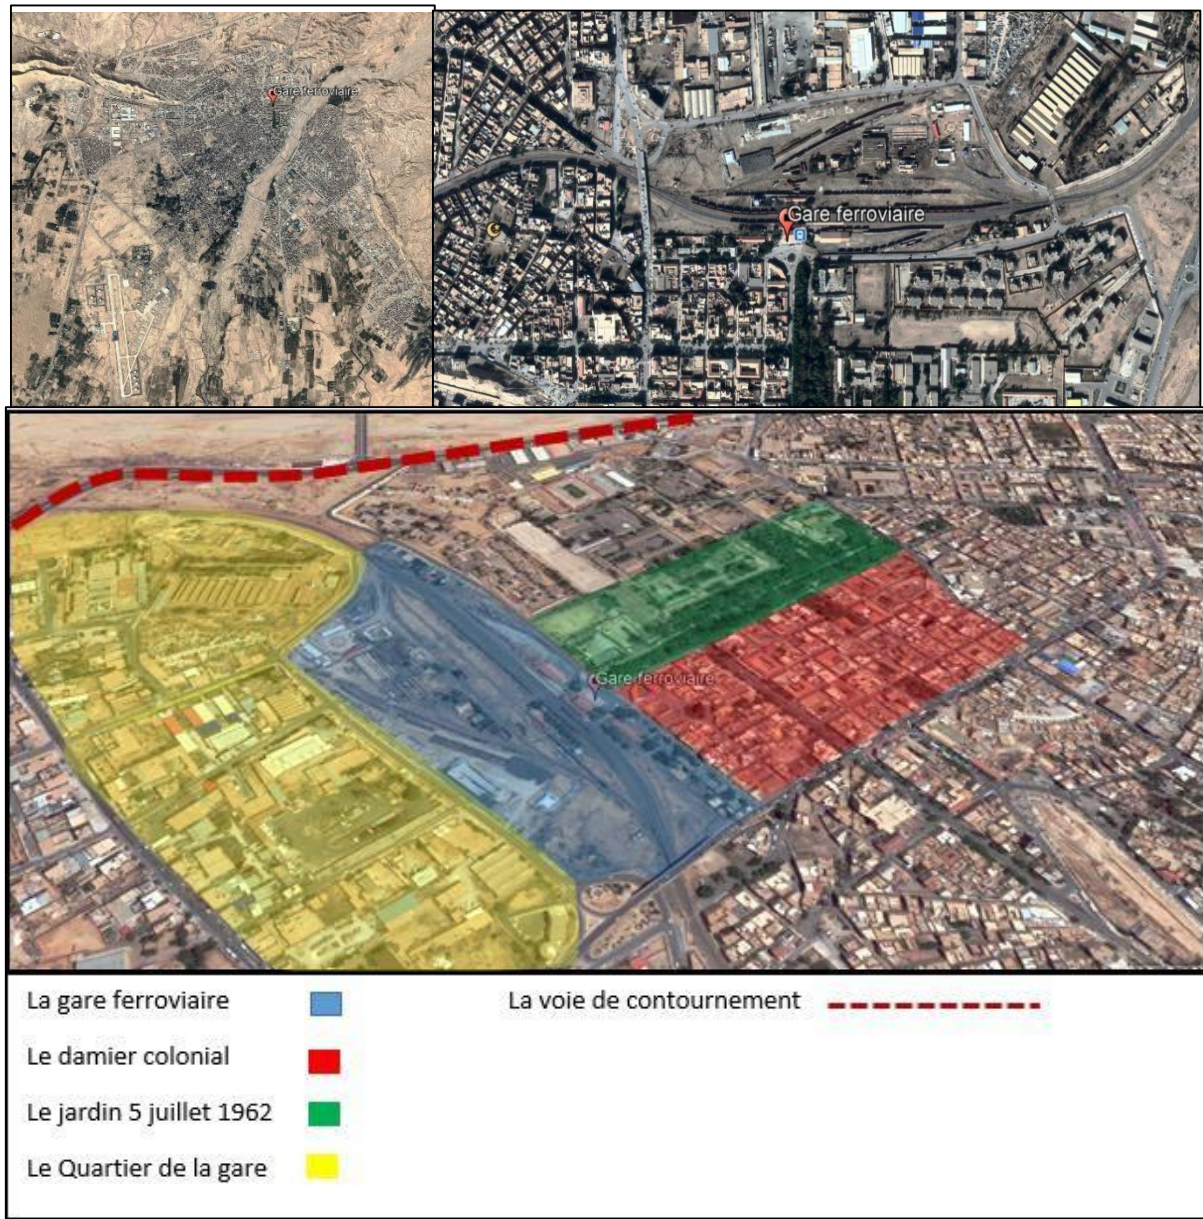 Gare ferroviaire
Gare ferroviaire
Gare ferroviaire
La gare ferroviaire
La voie de contournement
Le damier colonial
Le jardin 5 juillet 1962
Le Quartier de la gare